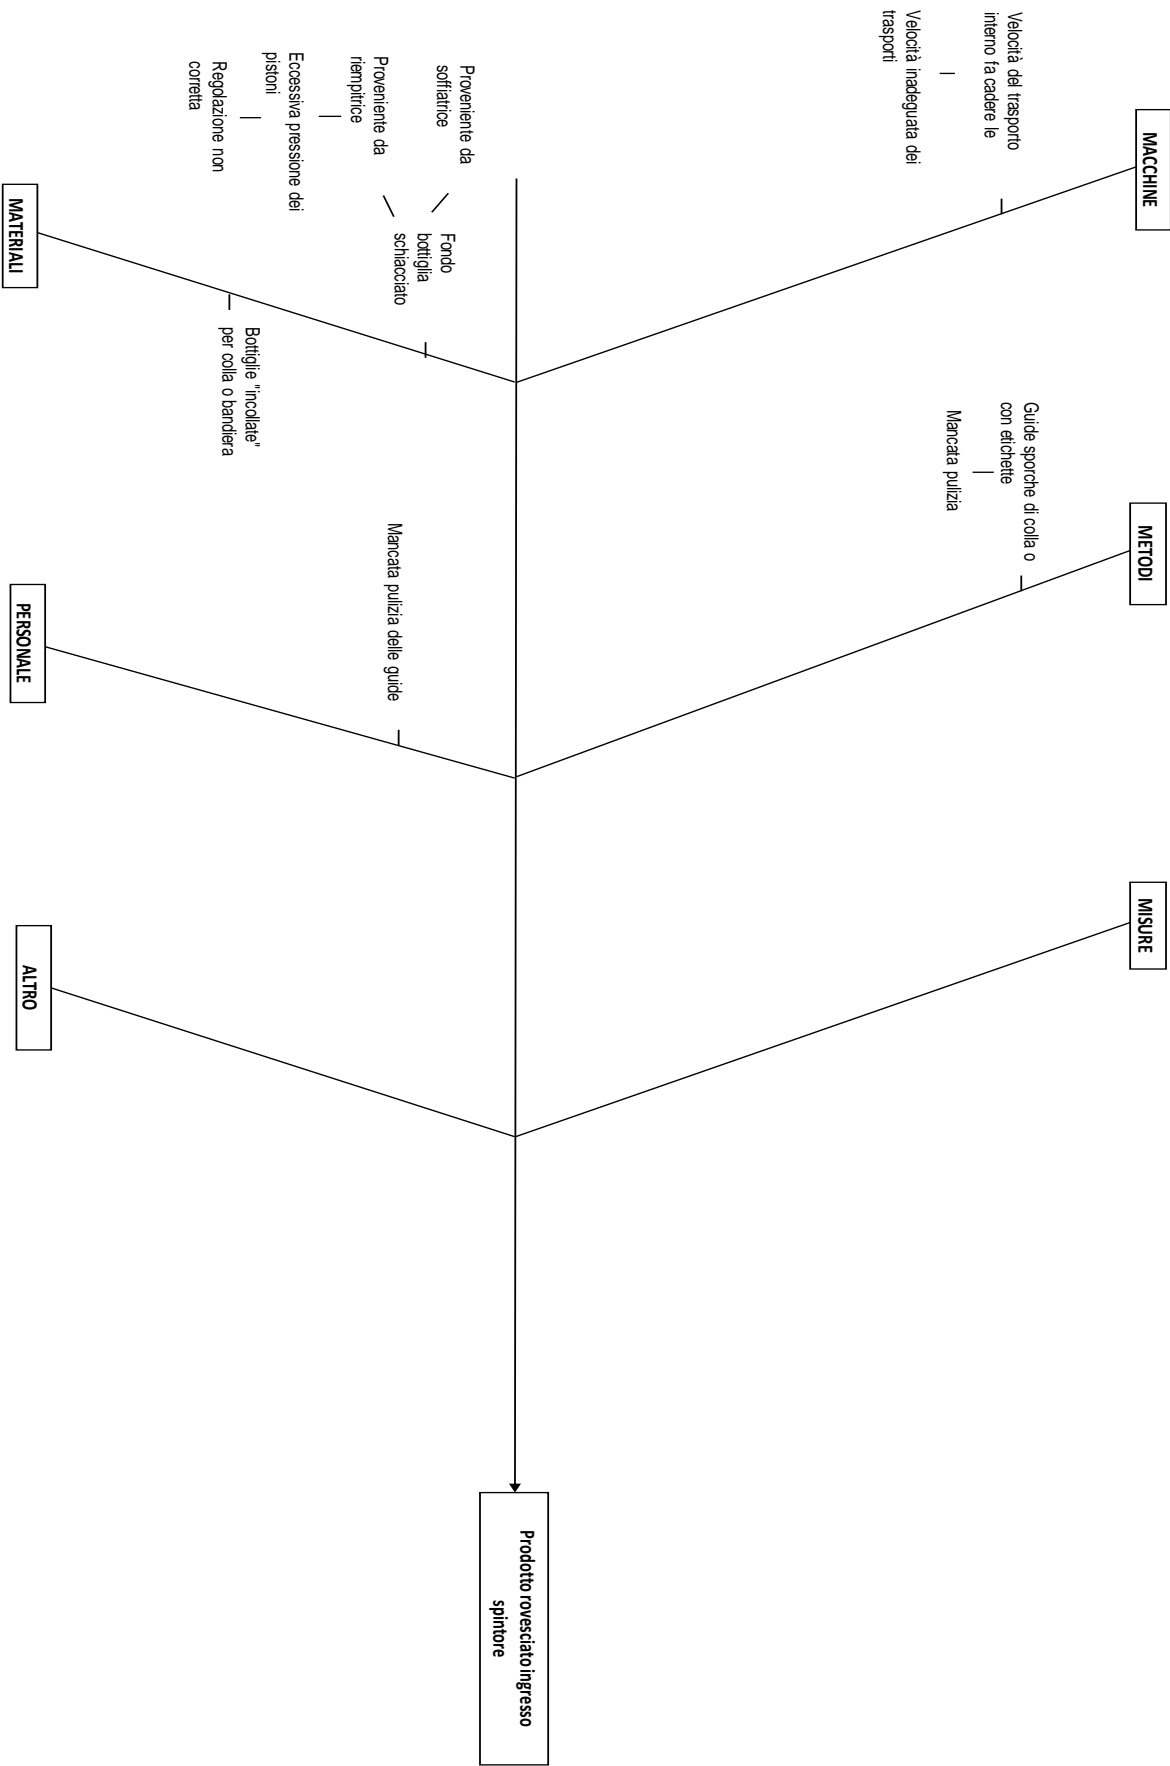 MACCHINE
METODI
MISURE
Velocità del trasporto
interno fa cadere le
Velocità inadeguata dei
trasporti
Guide sporche di colla o
con etichette
Mancata pulizia
Prodotto rovesciato ingresso
spintore
Proveniente da
soffiatrice
Fondo
bottiglia
schiacciato
Proveniente da
riempitrice
Eccessiva pressione dei
pistoni
Regolazione non
corretta
Bottiglie "incollate"
per colla o bandiera
Mancata pulizia delle guide
MATERIALI
PERSONALE
ALTRO